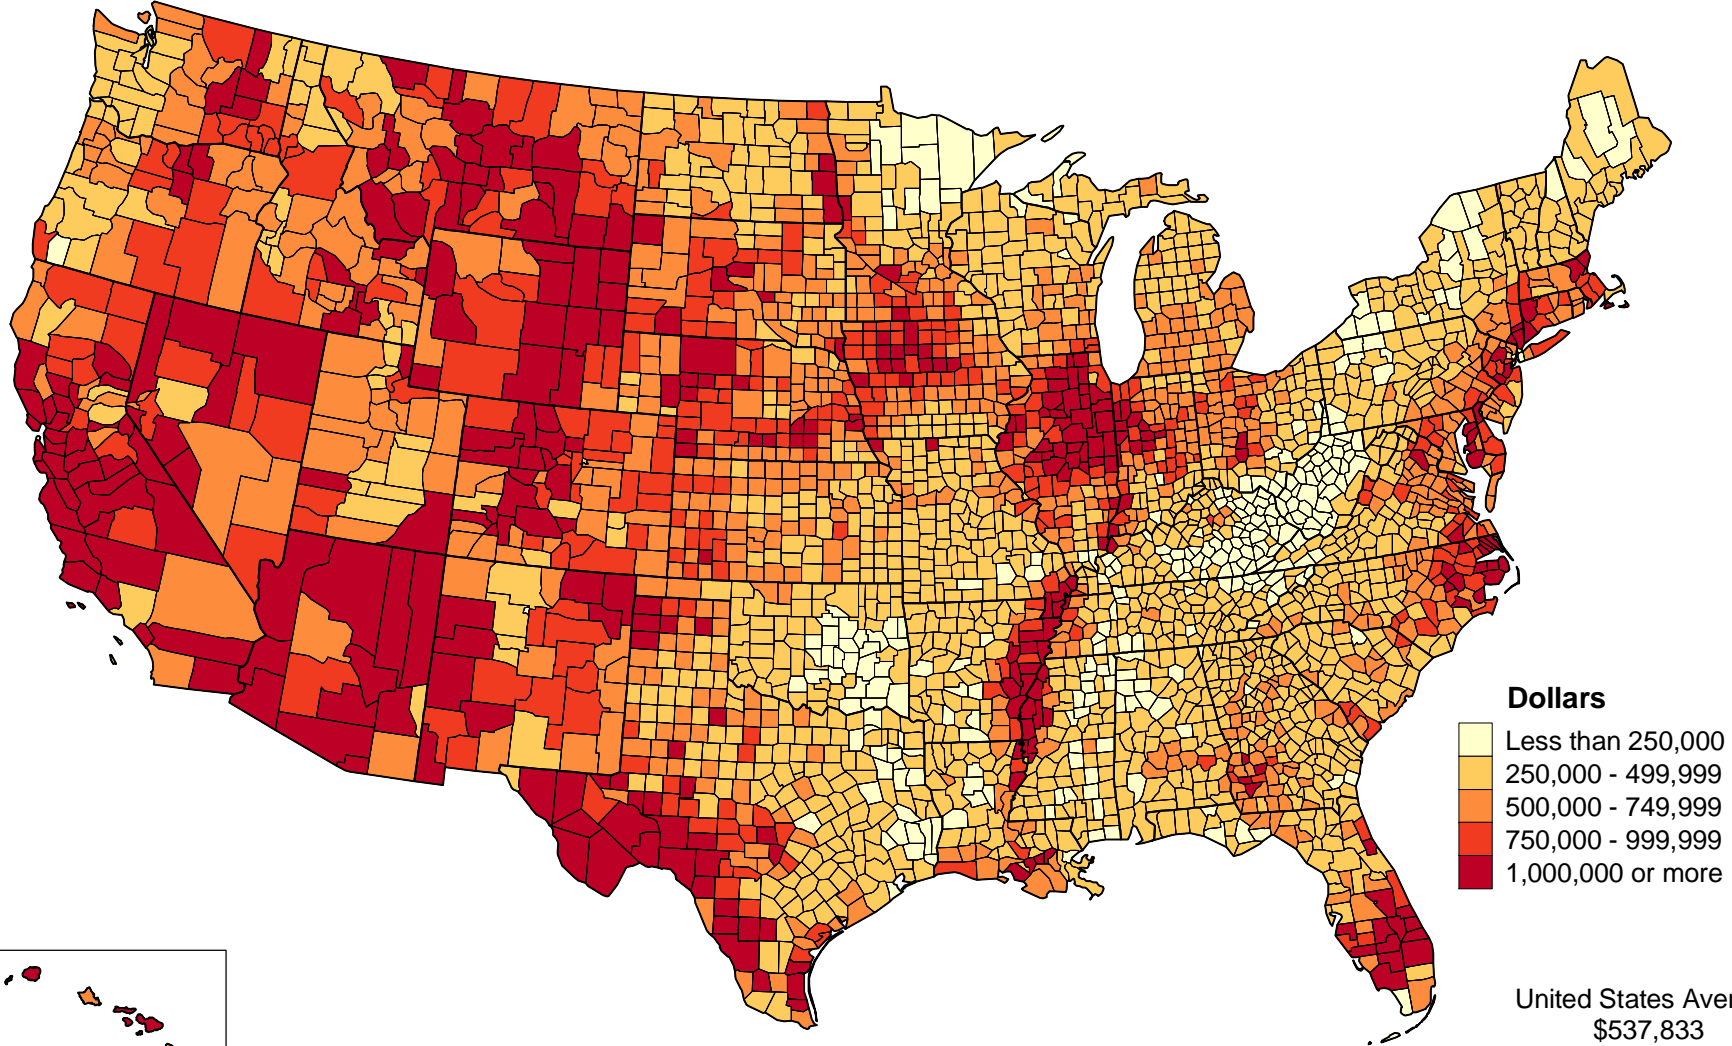 Dollars
Less than 250,000
250,000 - 499,999
500,000 - 749,999
750,000 - 999,999
1,000,000 or more
United States
$537,833